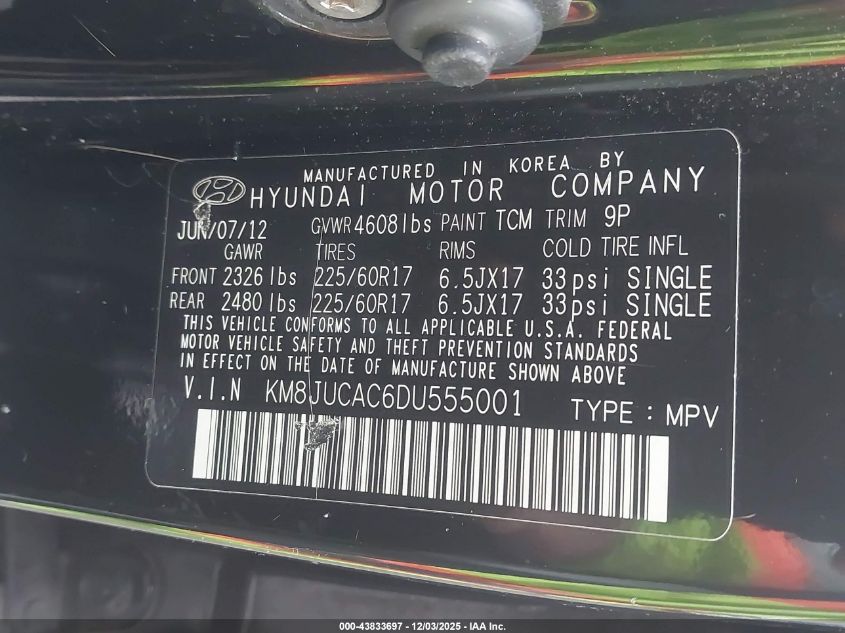 MANUFACTURED IN KOREA BY
HYUNDAI MOTOR COMPANY
JUN/07/12 GVWR 4608lbs PAINT TCM TRIM 9P
GAWR TIRES RIMS COLD TIRE INFL
FRONT 2326 lbs 225/60R17 6.5JX17 33psi SINGLE
REAR 2480 lbs 225/60R17 6.5JX17 33psi SINGLE
THIS VEHICLE CONFORMS TO ALL APPLICABLE U.S.A. FEDERAL
MOTOR VEHICLE SAFETY AND THEFT PREVENTION STANDARDS
IN EFFECT ON THE DATE OF MANUFACTURE SHOWN ABOVE
V.I.N KM8JUCAC6DU555001 TYPE : MPV
000-43833697 - 12/03/2025 - IAA Inc.